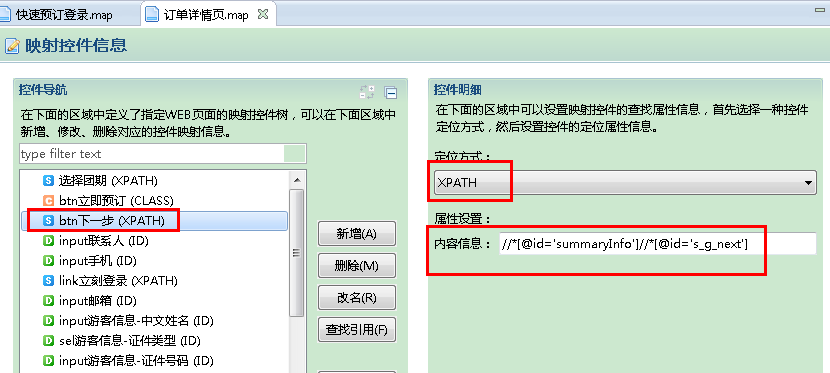 快速预订登录.map
订单详情页.map
映射控件信息
控件导航
在下面的区域中定义了指定WEB页面的映射控件树，可以在下面区域中
新增、修改、删除对应的控件映射信息。
type filter text
选择团期 (XPATH)
btn立即预订 (CLASS)
btn下一步 (XPATH)
input联系人 (ID)
input手机 (ID)
link立刻登录 (XPATH)
input邮箱 (ID)
input游客信息-中文姓名 (ID)
sel游客信息-证件类型 (ID)
input游客信息-证件号码 (ID)
新增(A)
删除(M)
改名(R)
查找引用(F)
控件明细
在下面的区域中可以设置映射控件的查找属性信息，首先选择一种控件
定位方式，然后设置控件的定位属性信息。
定位方式：
XPATH
属性设置：
内容信息： //*[@id='summaryInfo']//*[@id='s_g_next']